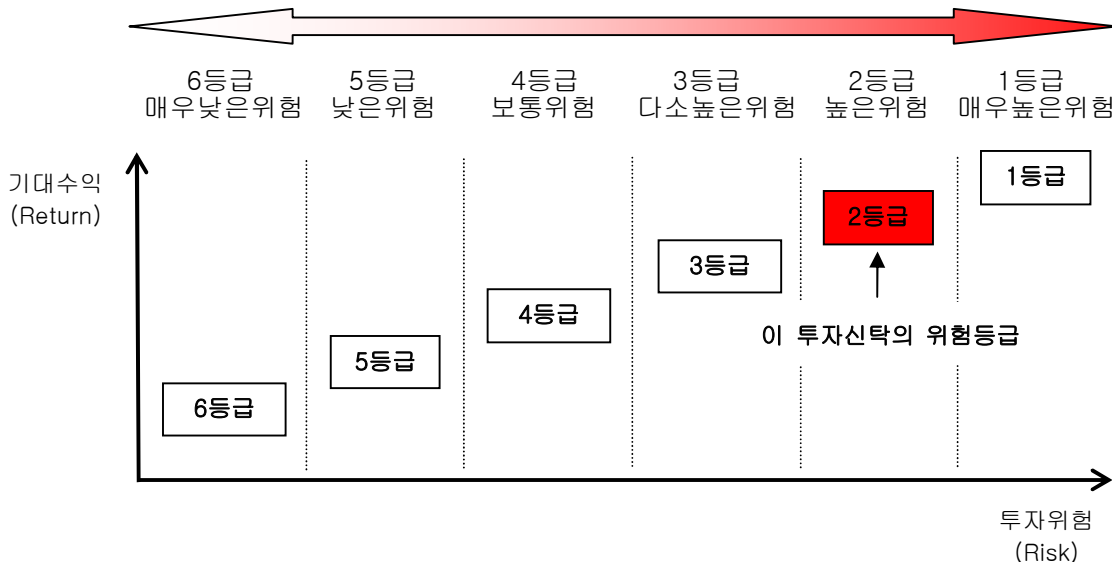 6등급 5등급 4등급 3등급 2등급 1등급
매우낮은위험 낮은위험 보통위험 다소높은위험 높은위험 매우높은위험
기대수익
(Return)
1등급
2등급
3등급
4등급
이 투자신탁의 위험등급
5등급
6등급
투자위험
(Risk)